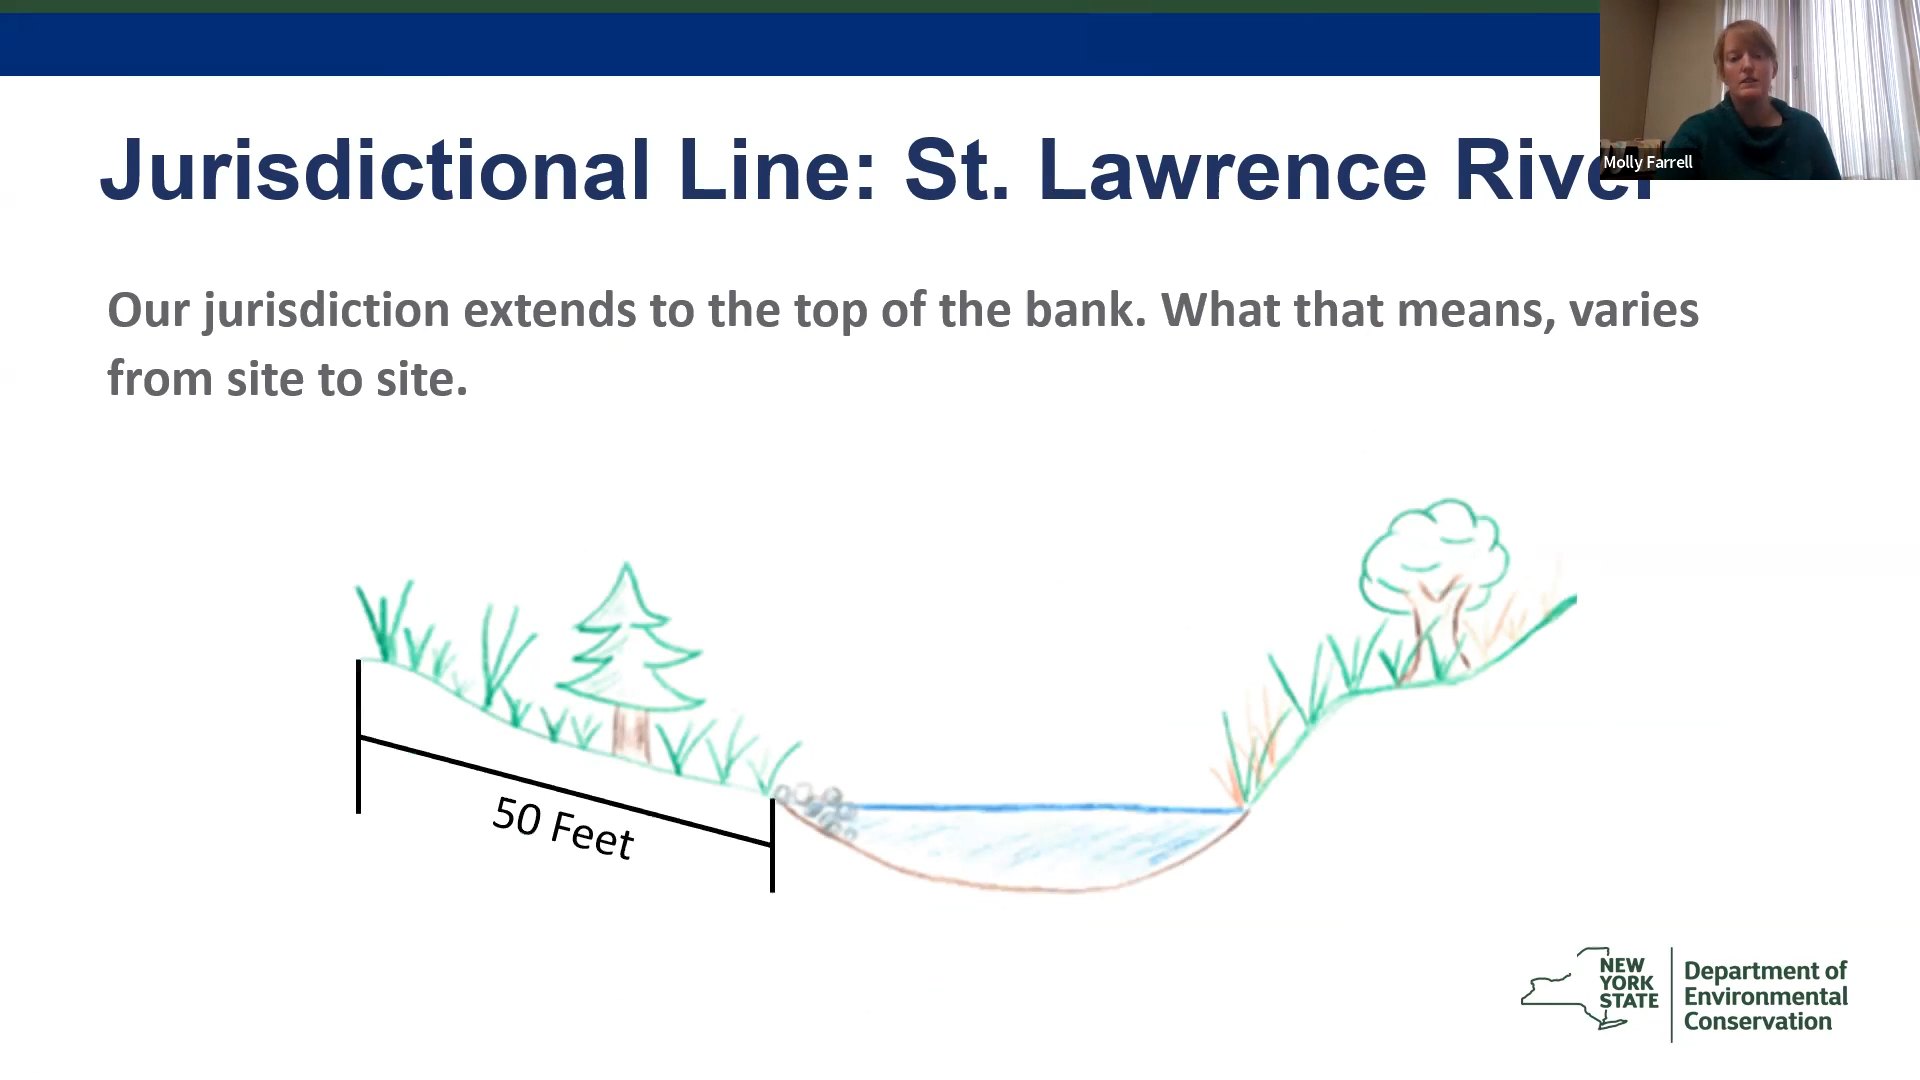 Jurisdictional Line: St. Lawrence River
Molly Farrell
Our jurisdiction extends to the top of the bank. What that means, varies
from site to site.
50 Feet
NEW
YORK
STATE
Department of
Environmental
Conservation